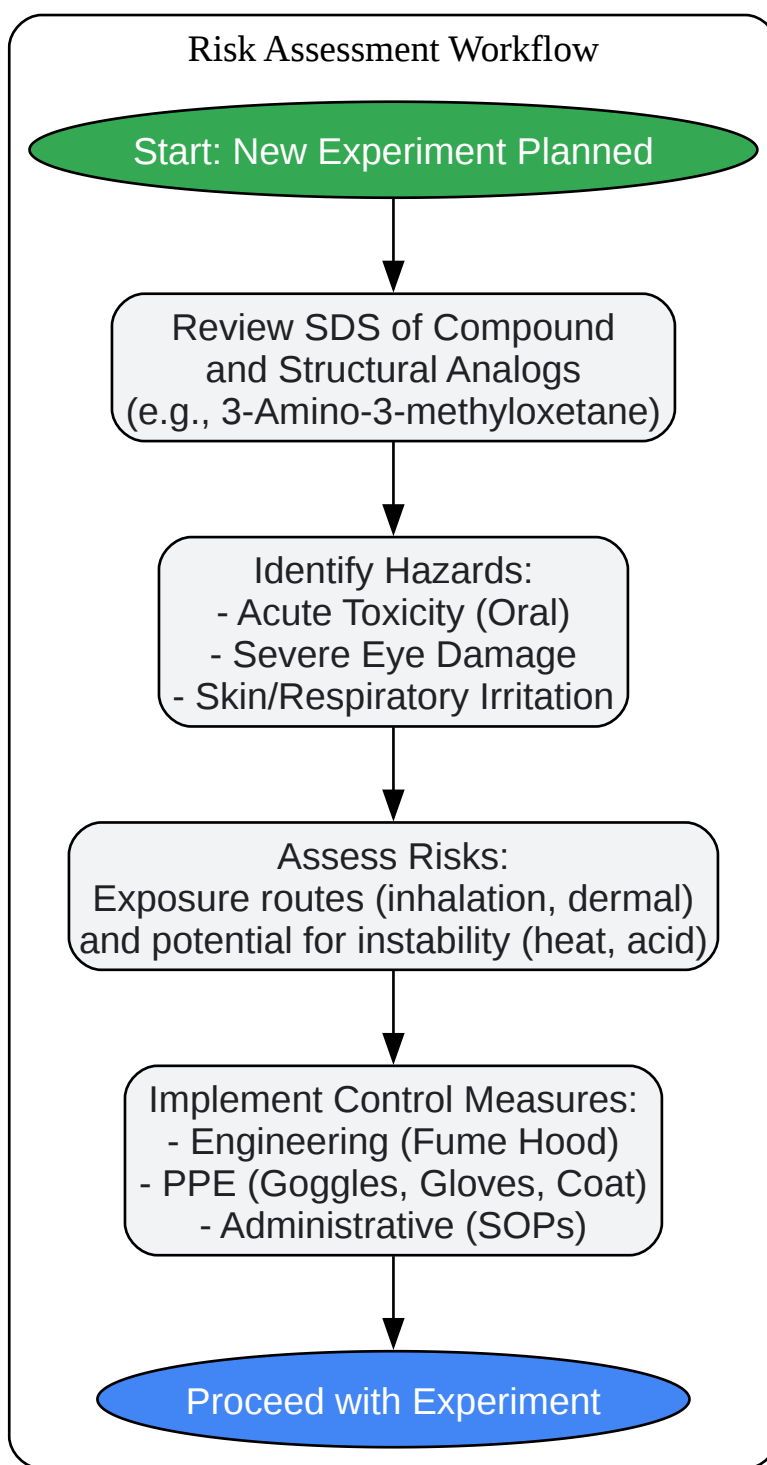 Risk Assessment Workflow
Start: New Experiment Planned
Review SDS of Compound
and Structural Analogs
(e.g., 3-Amino-3-methyloxetane)
Identify Hazards:
- Acute Toxicity (Oral)
- Severe Eye Damage
- Skin/Respiratory Irritation
Assess Risks:
Exposure routes (inhalation, dermal)
and potential for instability (heat, acid)
Implement Control Measures:
- Engineering (Fume Hood)
- PPE (Goggles, Gloves, Coat)
- Administrative (SOPs)
Proceed with Experiment